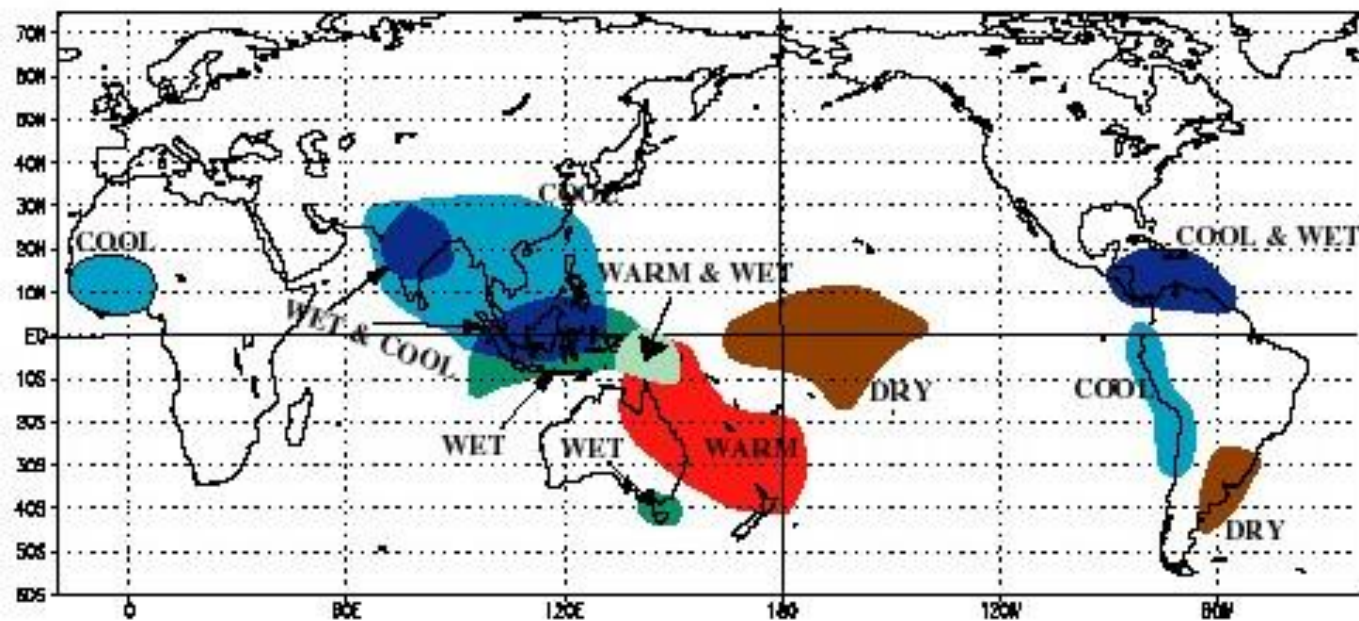 70N
60N
50N
40N
30N
20N
10N
EQ
10S
20S
30S
40S
50S
60S
0
60E
120E
180
120W
60W
COOL
COOL
COOL & WET
WARM & WET
WET & COOL
DRY
COOL
WET
WET
WARM
DRY